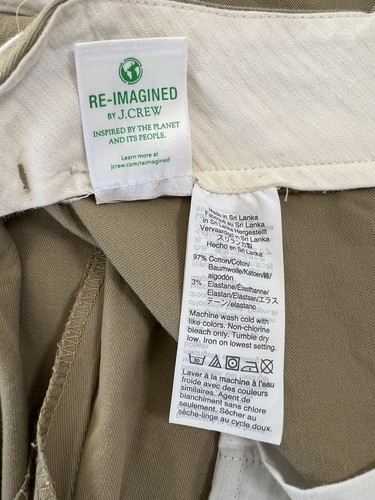 RE-IMAGINED
BY J.CREW
INSPIRED BY THE PLANET
AND ITS PEOPLE.
Learn more at
jcrew.com/reimagined
Made in Sri Lanka
Fabriqué au Sri Lanka
In Sri Lanka Hergestellt
Vervaardigd in Sri Lanka
スリランカ製
Hecho en Sri Lanka
97% Cotton/Coton/
Baumwolle/Katoen/綿/
algodón
3% Elastane/Élasthanne/
Elastan/Elastaan/エラス
テーン/elastano
Machine wash cold with
like colors. Non-chlorine
bleach only. Tumble dry
low. Iron on lowest setting.
Laver à la machine à l'eau
froide avec des couleurs
similaires. Agent de
blanchiment sans chlore
seulement. Sécher au
sèche-linge au cycle doux.